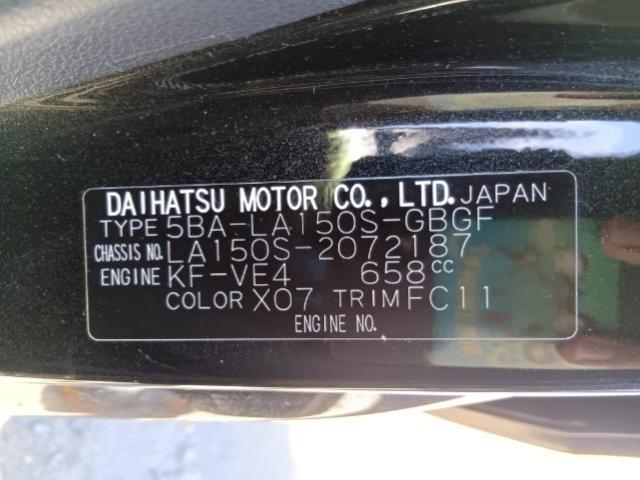 DAIHATSU MOTOR CO., LTD. JAPAN
TYPE 5BA-LA150S-GBGF
CHASSIS NO. LA150S-2072187
ENGINE KF-VE4 658cc
COLOR X07 TRIM FC11
ENGINE NO.